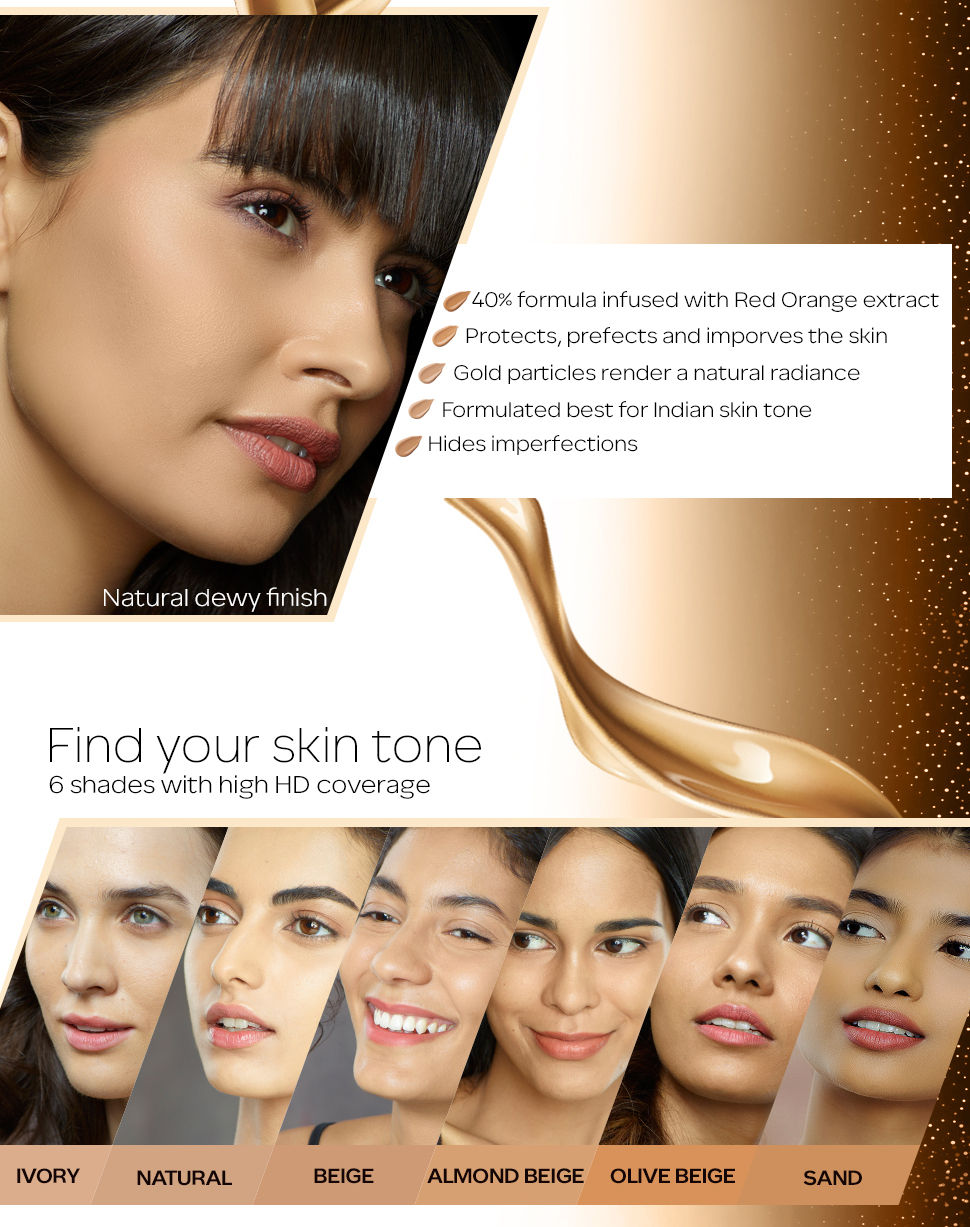 40% formula infused with Red Orange extract
Protects, prefects and imporves the skin
Gold particles render a natural radiance
Formulated best for Indian skin tone
Hides imperfections
Natural dewy finish
Find your skin tone
6 shades with high HD coverage
IVORY NATURAL BEIGE ALMOND BEIGE OLIVE BEIGE SAND